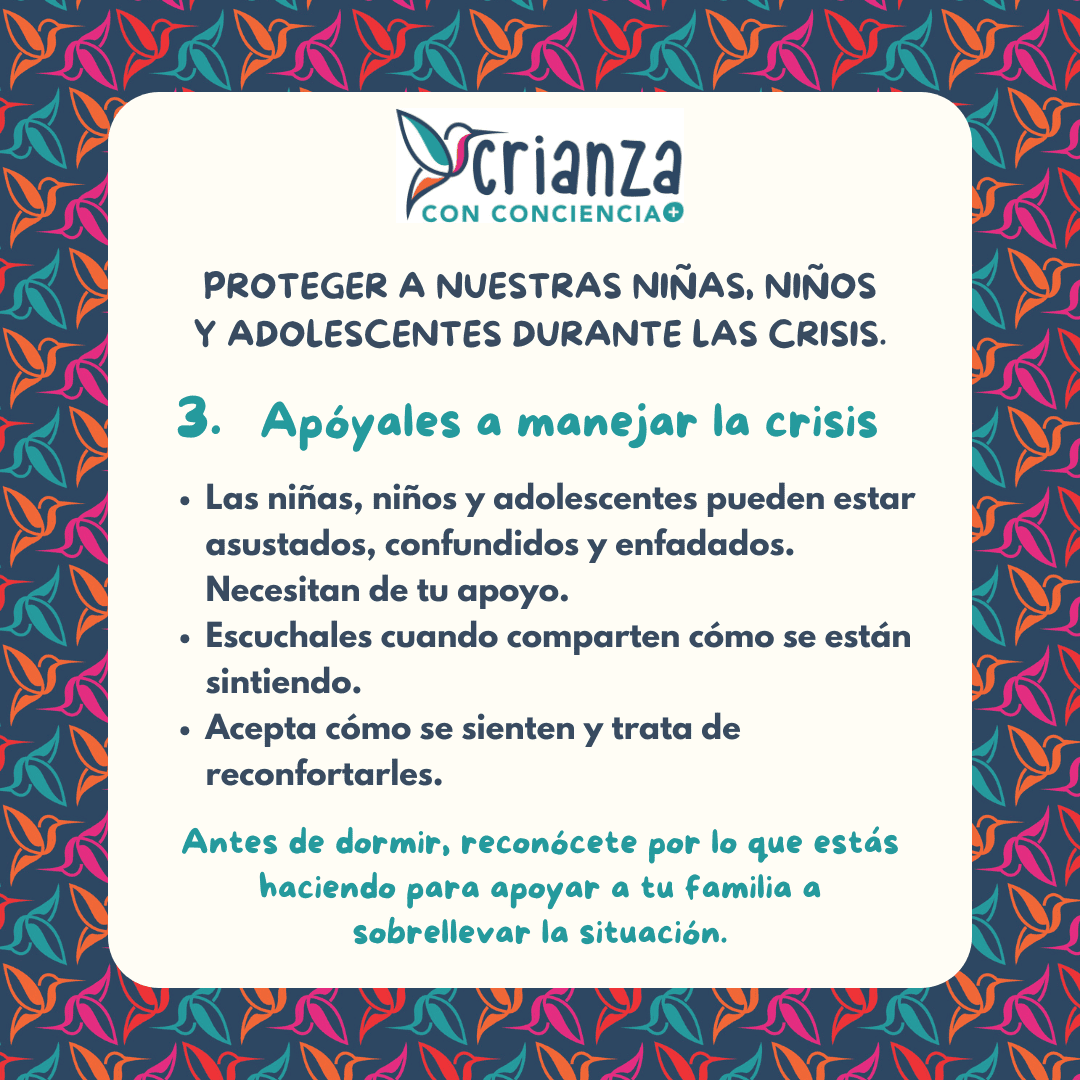 crianza
CON CONCIENCIA+
PROTEGER A NUESTRAS NIÑAS, NIÑOS
Y ADOLESCENTES DURANTE LAS CRISIS.
3. Apóyales a manejar la crisis
• Las niñas, niños y adolescentes pueden estar
asustados, confundidos y enfadados.
Necesitan de tu apoyo.
• Escuchales cuando comparten cómo se están
sintiendo.
• Acepta cómo se sienten y trata de
reconfortarles.
Antes de dormir, reconócete por lo que estás
haciendo para apoyar a tu familia a
sobrellevar la situación.